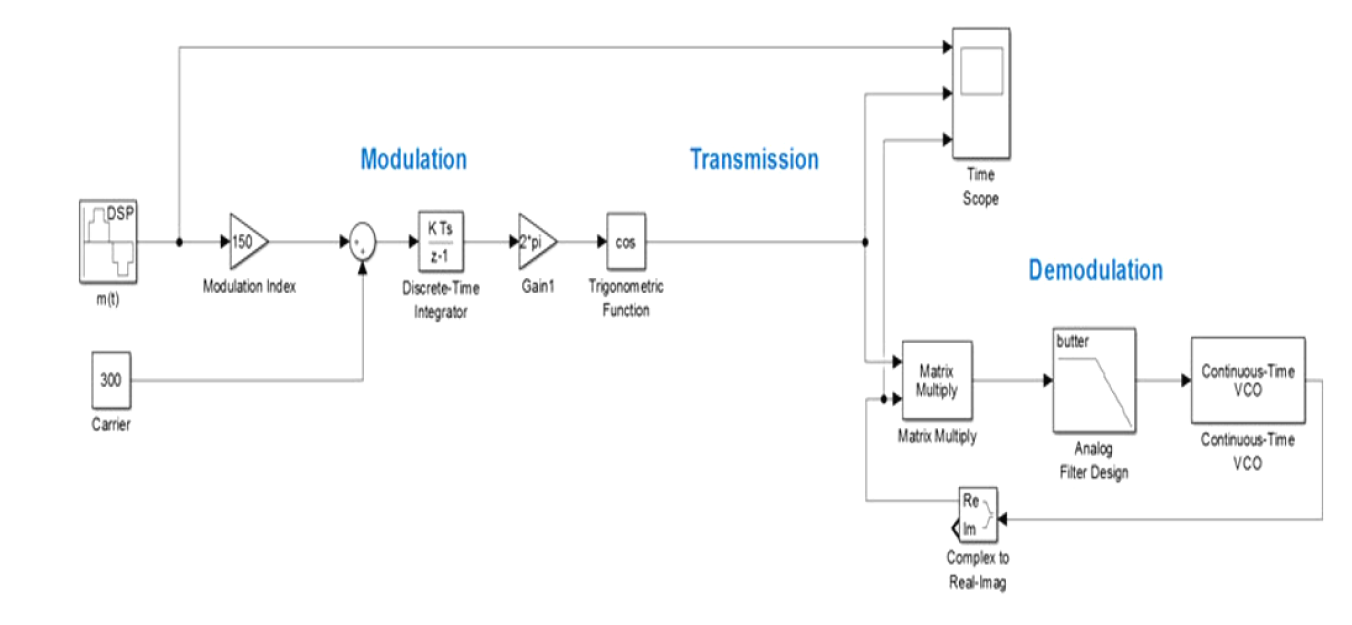 Modulation
Transmission
Time
Scope
DSP
m(t)
150
Modulation Index
+
+
K Ts
z-1
Discrete-Time
Integrator
2*pi
Gain1
cos
Trigonometric
Function
Demodulation
300
Carrier
Matrix
Multiply
Matrix Multiply
butter
Analog
Filter Design
Continuous-Time
VCO
Continuous-Time
VCO
Re
Im
Complex to
Real-Imag